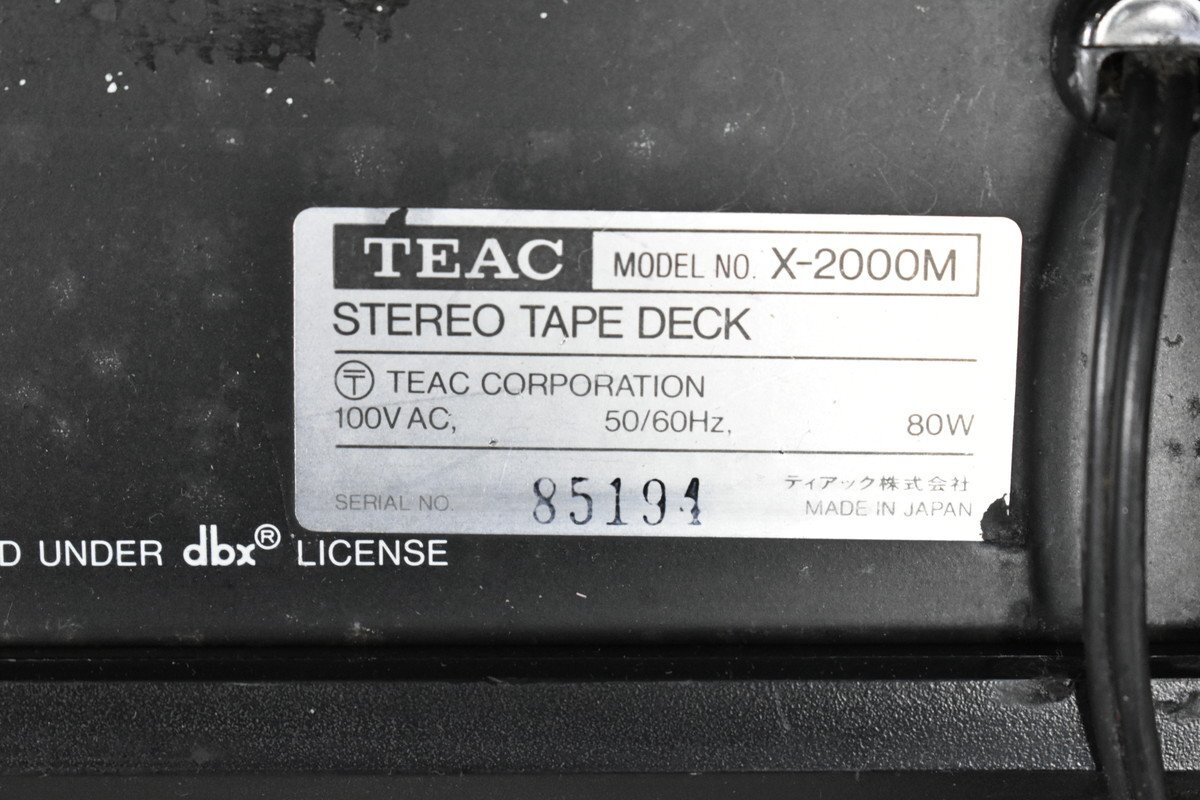 TEAC MODEL NO. X-2000M
STEREO TAPE DECK
〒 TEAC CORPORATION
100V AC, 50/60Hz, 80W
ティアック株式会社
SERIAL NO. 85194 MADE IN JAPAN
D UNDER dbx® LICENSE